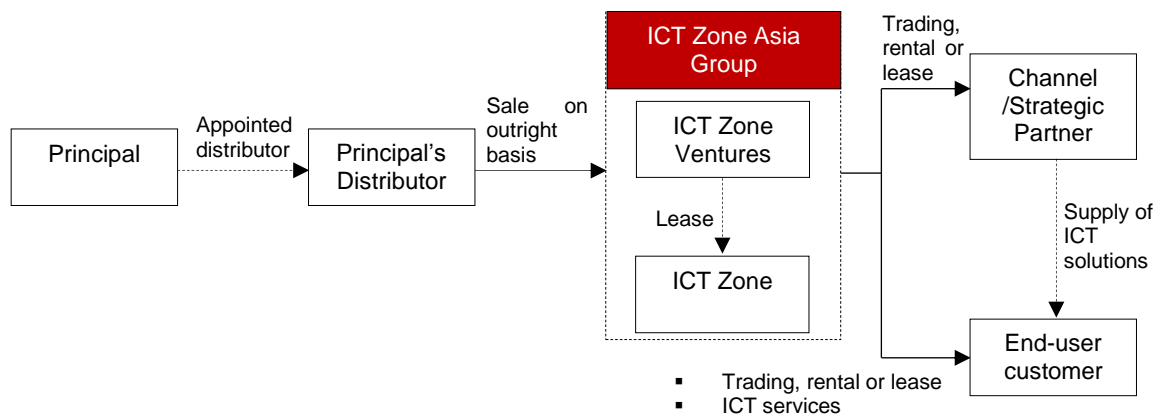 Principal
Appointed
distributor
Principal's
Distributor
Sale on
outright
basis
ICT Zone Asia
Group
ICT Zone
Ventures
Lease
ICT Zone
Trading,
rental or
lease
Channel
/Strategic
Partner
Supply of
ICT
solutions
End-user
customer
▪ Trading, rental or lease
▪ ICT services